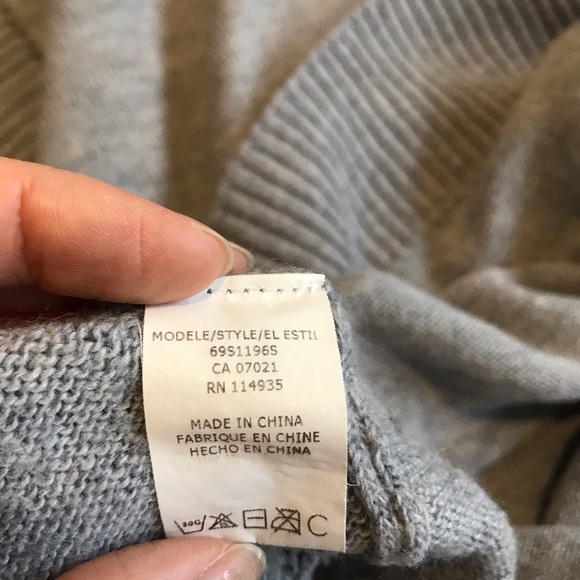 MODELE/STYLE/EL ESTIL
69S1196S
CA 07021
RN 114935
MADE IN CHINA
FABRIQUE EN CHINE
HECHO EN CHINA